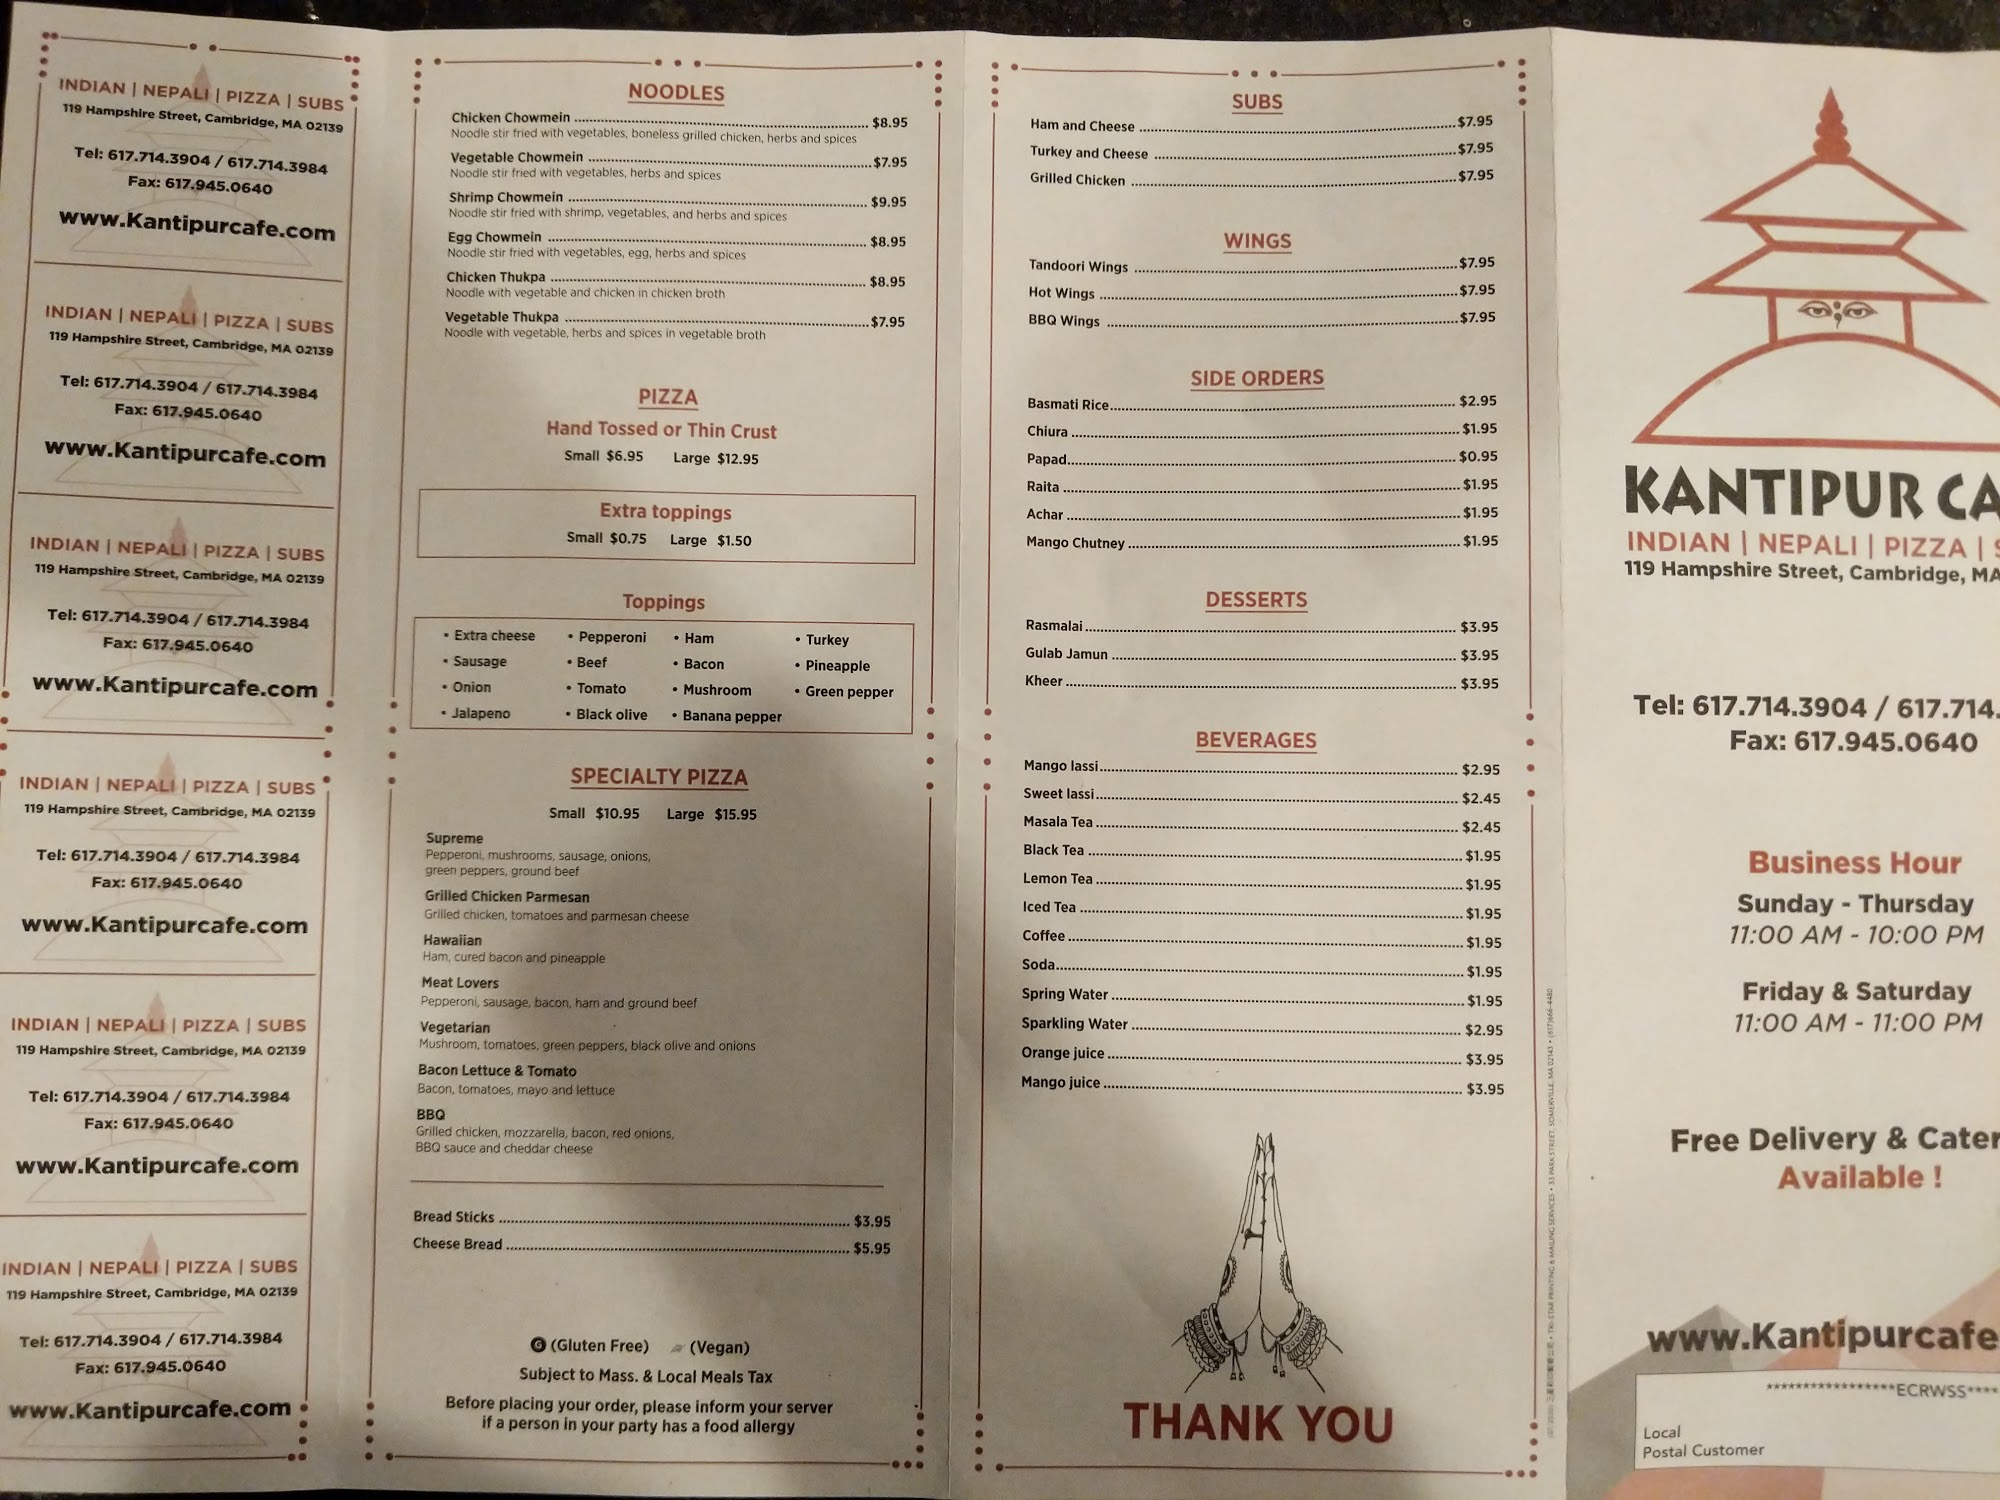 INDIAN | NEPALI | PIZZA | SUBS
119 Hampshire Street, Cambridge, MA 02139
Tel: 617.714.3904 / 617.714.3984
Fax: 617.945.0640
www.Kantipurcafe.com
INDIAN | NEPALI | PIZZA | SUBS
119 Hampshire Street, Cambridge, MA 02139
Tel: 617.714.3904 / 617.714.3984
Fax: 617.945.0640
www.Kantipurcafe.com
INDIAN | NEPALI | PIZZA | SUBS
119 Hampshire Street, Cambridge, MA 02139
Tel: 617.714.3904 / 617.714.3984
Fax: 617.945.0640
www.Kantipurcafe.com
INDIAN | NEPALI | PIZZA | SUBS
119 Hampshire Street, Cambridge, MA 02139
Tel: 617.714.3904 / 617.714.3984
Fax: 617.945.0640
www.Kantipurcafe.com
INDIAN | NEPALI | PIZZA | SUBS
119 Hampshire Street, Cambridge, MA 02139
Tel: 617.714.3904 / 617.714.3984
Fax: 617.945.0640
www.Kantipurcafe.com
INDIAN | NEPALI | PIZZA | SUBS
119 Hampshire Street, Cambridge, MA 02139
Tel: 617.714.3904 / 617.714.3984
Fax: 617.945.0640
www.Kantipurcafe.com
NOODLES
Chicken Chowmein $8.95
Noodle stir fried with vegetables, boneless grilled chicken, herbs and spices
Vegetable Chowmein $7.95
Noodle stir fried with vegetables, herbs and spices
Shrimp Chowmein $9.95
Noodle stir fried with shrimp, vegetables, and herbs and spices
Egg Chowmein $8.95
Noodle stir fried with vegetables, egg, herbs and spices
Chicken Thukpa $8.95
Noodle with vegetable and chicken in chicken broth
Vegetable Thukpa $7.95
Noodle with vegetable, herbs and spices in vegetable broth
PIZZA
Hand Tossed or Thin Crust
Small $6.95 Large $12.95
Extra toppings
Small $0.75 Large $1.50
Toppings
• Extra cheese • Pepperoni • Ham • Turkey
• Sausage • Beef • Bacon • Pineapple
• Onion • Tomato • Mushroom • Green pepper
• Jalapeno • Black olive • Banana pepper
SPECIALTY PIZZA
Small $10.95 Large $15.95
Supreme
Pepperoni, mushrooms, sausage, onions,
green peppers, ground beef
Grilled Chicken Parmesan
Grilled chicken, tomatoes and parmesan cheese
Hawaiian
Ham, cured bacon and pineapple
Meat Lovers
Pepperoni, sausage, bacon, ham and ground beef
Vegetarian
Mushroom, tomatoes, green peppers, black olive and onions
Bacon Lettuce & Tomato
Bacon, tomatoes, mayo and lettuce
BBQ
Grilled chicken, mozzarella, bacon, red onions,
BBQ sauce and cheddar cheese
Bread Sticks $3.95
Cheese Bread $5.95
G (Gluten Free) (Vegan)
Subject to Mass. & Local Meals Tax
Before placing your order, please inform your server
if a person in your party has a food allergy
SUBS
Ham and Cheese $7.95
Turkey and Cheese $7.95
Grilled Chicken $7.95
WINGS
Tandoori Wings $7.95
Hot Wings $7.95
BBQ Wings $7.95
SIDE ORDERS
Basmati Rice $2.95
Chiura $1.95
Papad $0.95
Raita $1.95
Achar $1.95
Mango Chutney $1.95
DESSERTS
Rasmalai $3.95
Gulab Jamun $3.95
Kheer $3.95
BEVERAGES
Mango lassi $2.95
Sweet lassi $2.45
Masala Tea $2.45
Black Tea $1.95
Lemon Tea $1.95
Iced Tea $1.95
Coffee $1.95
Soda $1.95
Spring Water $1.95
Sparkling Water $2.95
Orange juice $3.95
Mango juice $3.95
THANK YOU
TRI-STAR PRINTING & MAILING SERVICES • 33 PARK STREET, SOMERVILLE, MA 02143 • (617)666-4480
KANTIPUR CA
INDIAN | NEPALI | PIZZA | S
119 Hampshire Street, Cambridge, MA
Tel: 617.714.3904 / 617.714.
Fax: 617.945.0640
Business Hour
Sunday - Thursday
11:00 AM - 10:00 PM
Friday & Saturday
11:00 AM - 11:00 PM
Free Delivery & Cater
Available !
www.Kantipurcafe
******************ECRWSS****
Local
Postal Customer